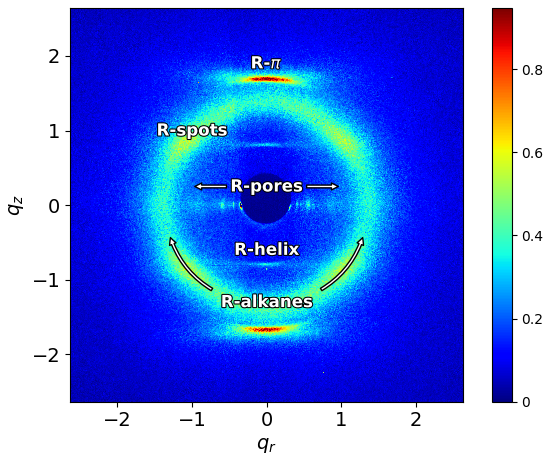 R-π
R-spots
R-pores
R-helix
R-alkanes
2
1
0
−1
−2
q_z
−2
−1
0
1
2
q_r
0.8
0.6
0.4
0.2
0